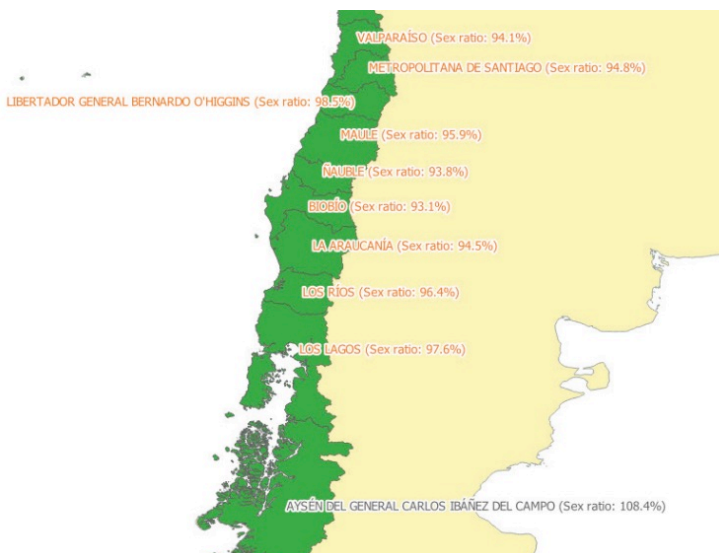 VALPARAÍSO (Sex ratio: 94.1%)
METROPOLITANA DE SANTIAGO (Sex ratio: 94.8%)
LIBERTADOR GENERAL BERNARDO O'HIGGINS (Sex ratio: 98.5%)
MAULE (Sex ratio: 95.9%)
ÑAUBLE (Sex ratio: 93.8%)
BIOBÍO (Sex ratio: 93.1%)
LA ARAUCANÍA (Sex ratio: 94.5%)
LOS RÍOS (Sex ratio: 96.4%)
LOS LAGOS (Sex ratio: 97.6%)
AYSÉN DEL GENERAL CARLOS IBÁÑEZ DEL CAMPO (Sex ratio: 108.4%)